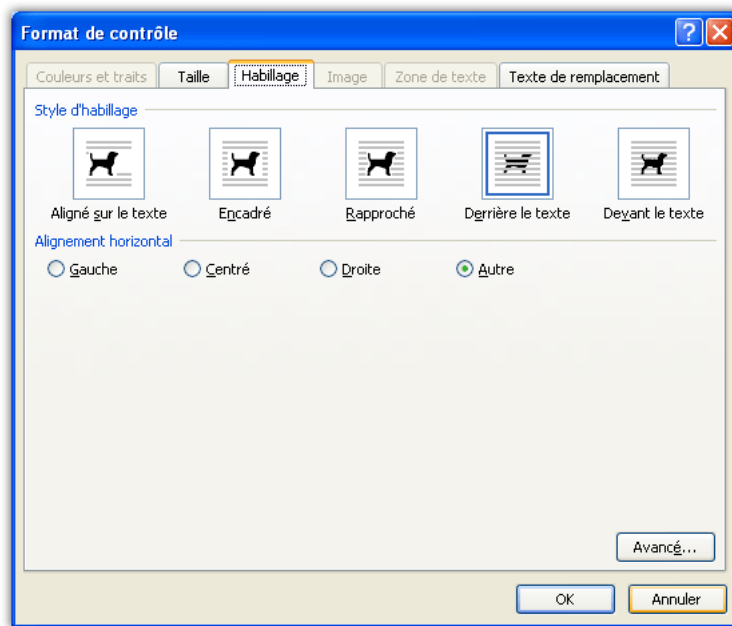 Format de contrôle
Couleurs et traits Taille Habillage Image Zone de texte Texte de remplacement
Style d'habillage
Aligné sur le texte Encadré Rapproché Derrière le texte Devant le texte
Alignement horizontal
Gauche Centré Droite Autre
Avancé...
OK Annuler